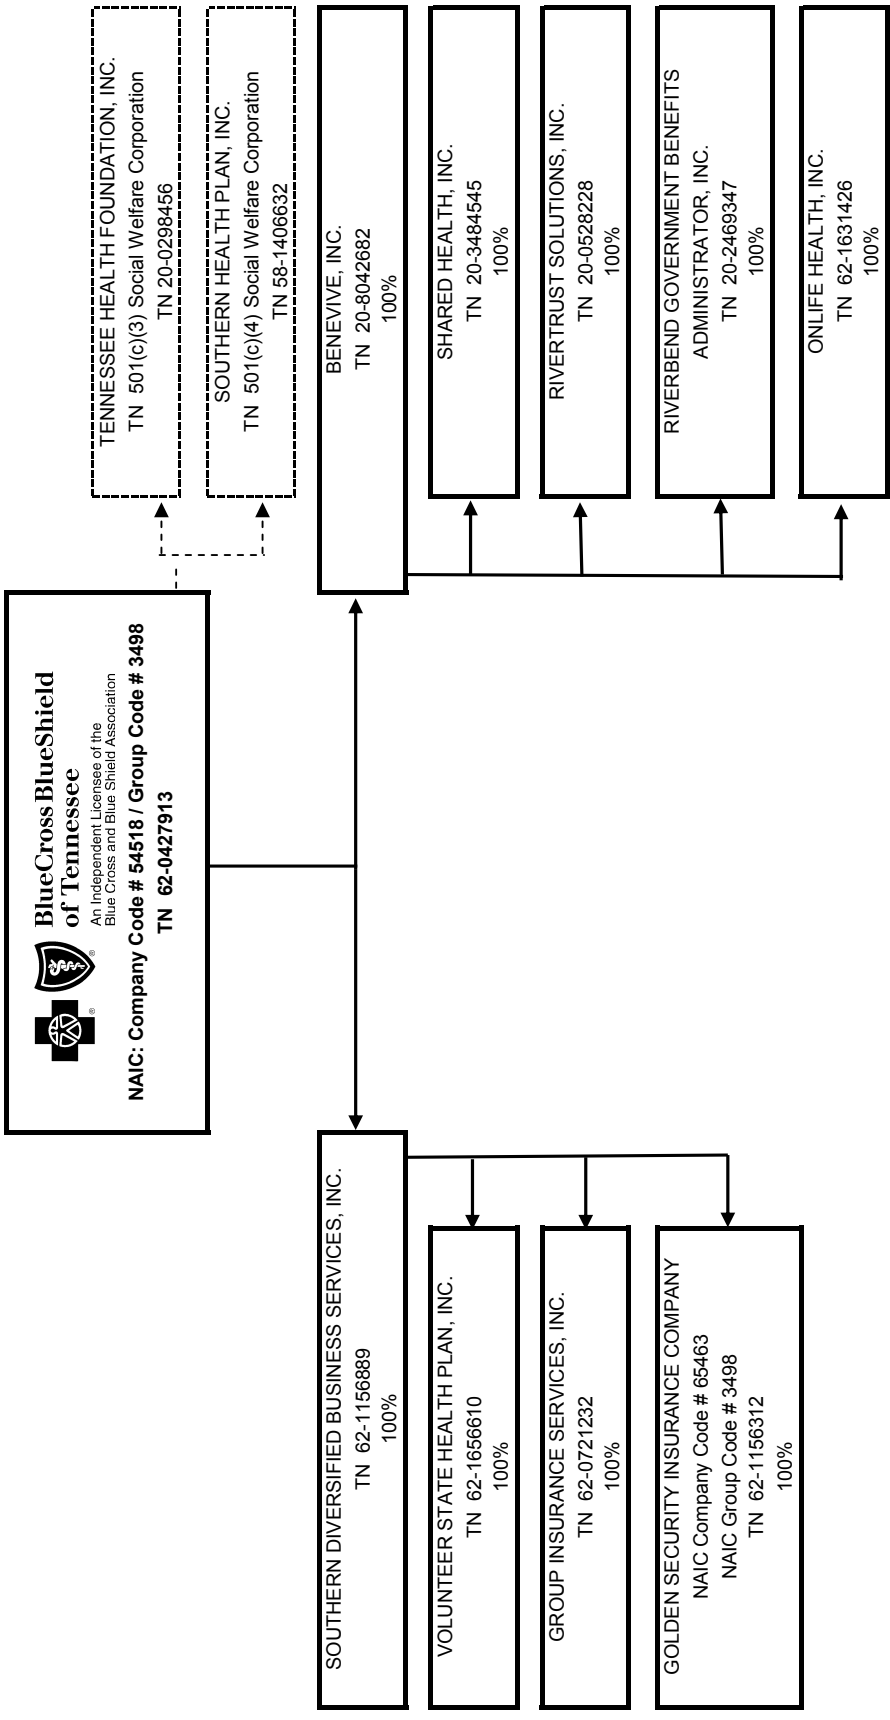 BlueCross BlueShield
of Tennessee
An Independent Licensee of the
Blue Cross and Blue Shield Association
®
®
NAIC: Company Code # 54518 / Group Code # 3498
TN 62-0427913
TENNESSEE HEALTH FOUNDATION, INC.
TN 501(c)(3) Social Welfare Corporation
TN 20-0298456
SOUTHERN HEALTH PLAN, INC.
TN 501(c)(4) Social Welfare Corporation
TN 58-1406632
SOUTHERN DIVERSIFIED BUSINESS SERVICES, INC.
TN 62-1156889
100%
VOLUNTEER STATE HEALTH PLAN, INC.
TN 62-1656610
100%
GROUP INSURANCE SERVICES, INC.
TN 62-0721232
100%
GOLDEN SECURITY INSURANCE COMPANY
NAIC Company Code # 65463
NAIC Group Code # 3498
TN 62-1156312
100%
BENEVIVE, INC.
TN 20-8042682
100%
SHARED HEALTH, INC.
TN 20-3484545
100%
RIVERTRUST SOLUTIONS, INC.
TN 20-0528228
100%
RIVERBEND GOVERNMENT BENEFITS
ADMINISTRATOR, INC.
TN 20-2469347
100%
ONLIFE HEALTH, INC.
TN 62-1631426
100%